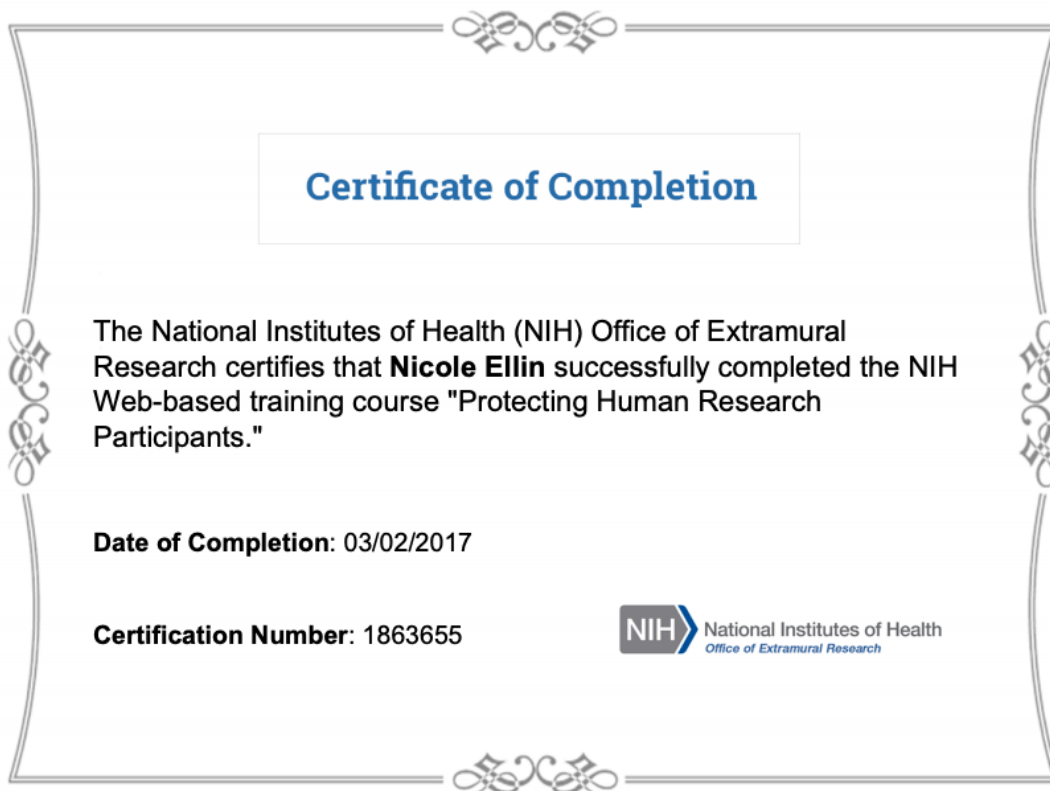 Certificate of Completion
The National Institutes of Health (NIH) Office of Extramural
Research certifies that Nicole Ellin successfully completed the NIH
Web-based training course "Protecting Human Research
Participants."
Date of Completion: 03/02/2017
Certification Number: 1863655
NIH National Institutes of Health
Office of Extramural Research